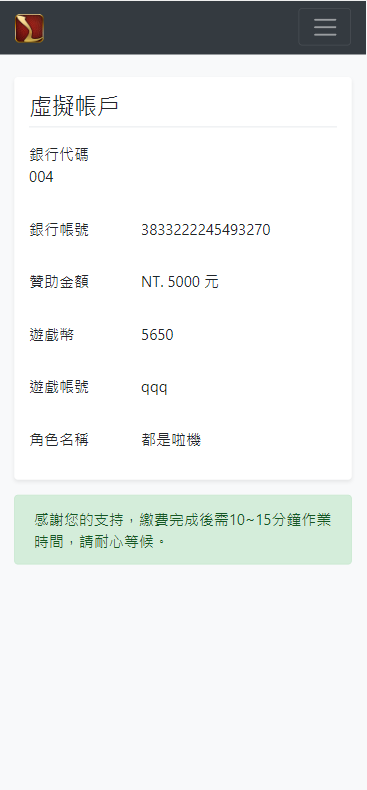 虛擬帳戶
銀行代碼
004
銀行帳號 3833222245493270
贊助金額 NT. 5000 元
遊戲幣 5650
遊戲帳號 qqq
角色名稱 都是啦機
感謝您的支持，繳費完成後需10~15分鐘作業
時間，請耐心等候。